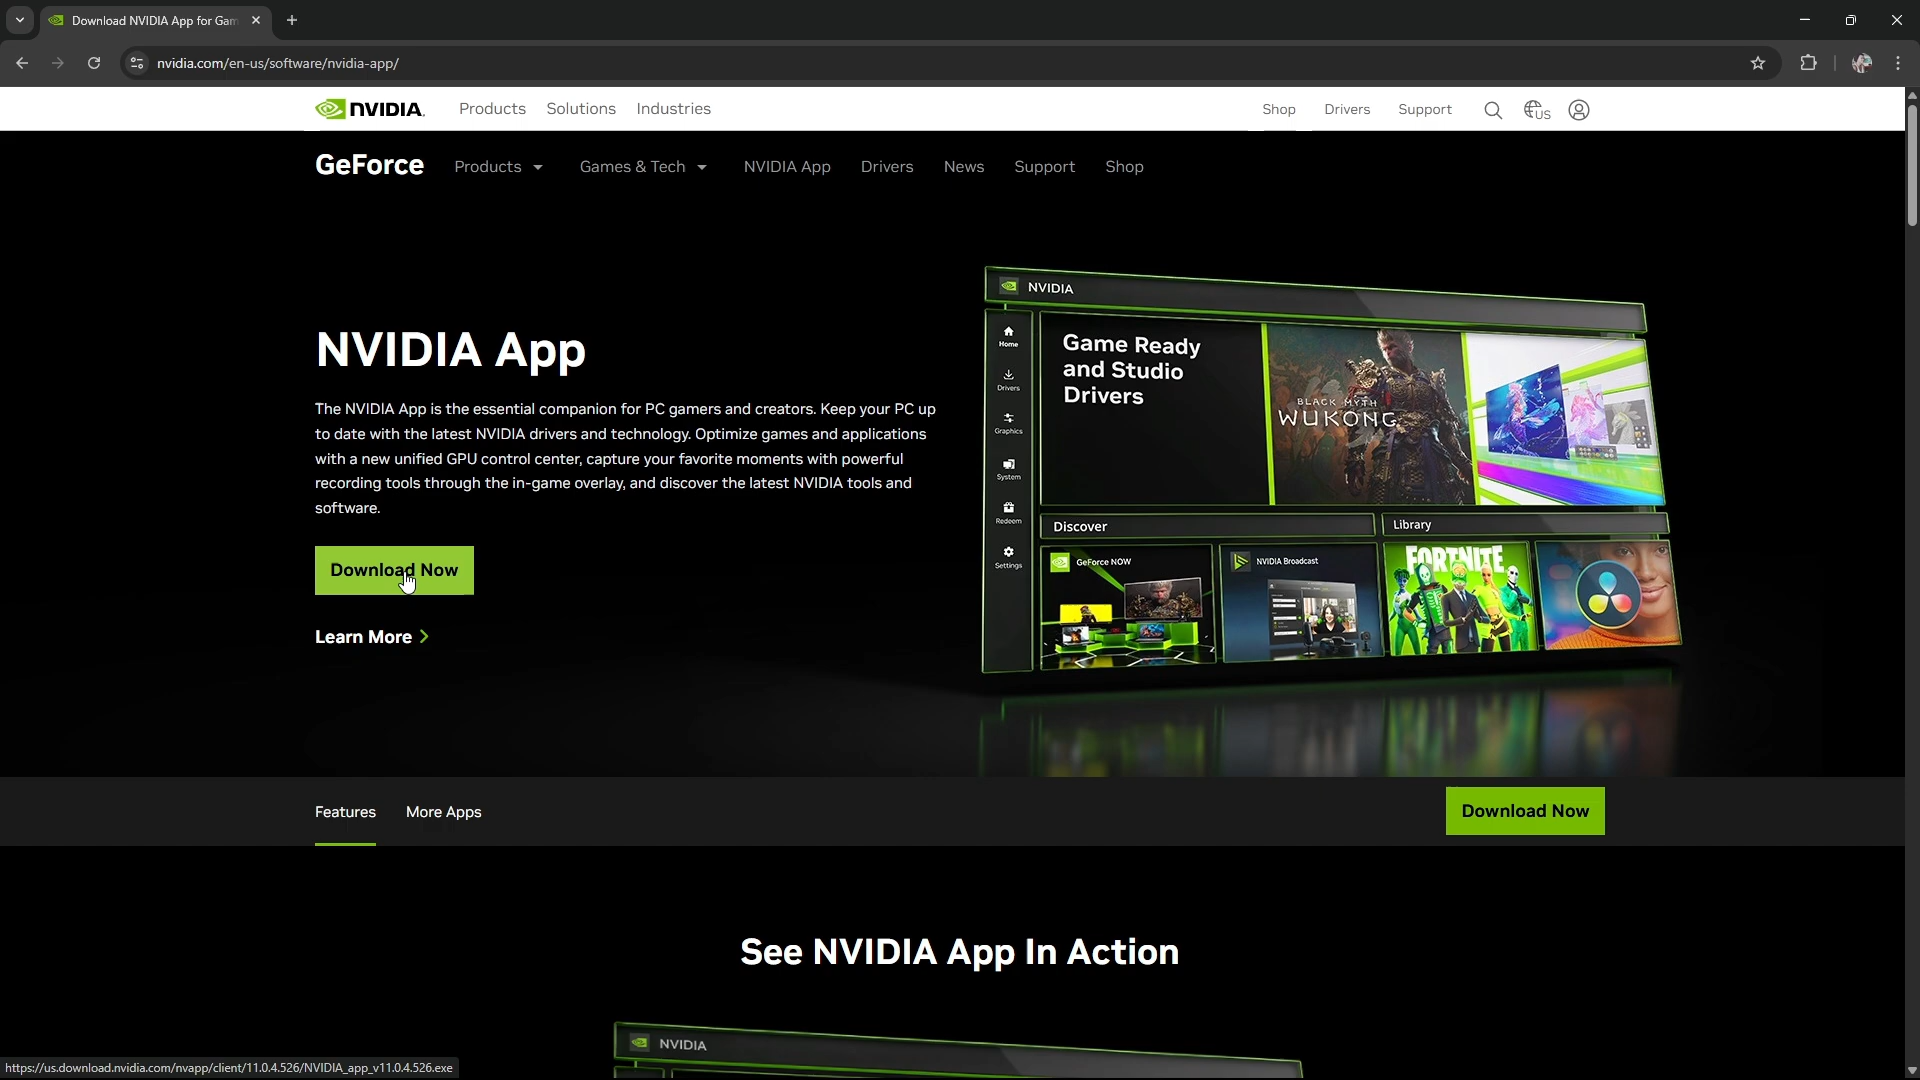 Download NVIDIA App for Gam
nvidia.com/en-us/software/nvidia-app/
NVIDIA.
Products
Solutions
Industries
Shop
Drivers
Support
US
GeForce
Products
Games & Tech
NVIDIA App
Drivers
News
Support
Shop
NVIDIA App
The NVIDIA App is the essential companion for PC gamers and creators. Keep your PC up
to date with the latest NVIDIA drivers and technology. Optimize games and applications
with a new unified GPU control center, capture your favorite moments with powerful
recording tools through the in-game overlay, and discover the latest NVIDIA tools and
software.
Download Now
Learn More
NVIDIA
Home
Drivers
Graphics
System
Redeem
Settings
Game Ready
and Studio
Drivers
BLACK MYTH
WUKONG
Discover
Library
GeForce NOW
NVIDIA Broadcast
FORTNITE
Features
More Apps
Download Now
See NVIDIA App In Action
NVIDIA
https://us.download.nvidia.com/nvapp/client/11.0.4.526/NVIDIA_app_v11.0.4.526.exe